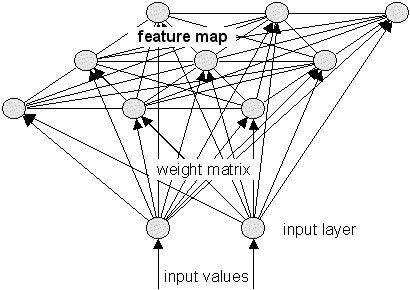 feature map
weight matrix
input layer
input values